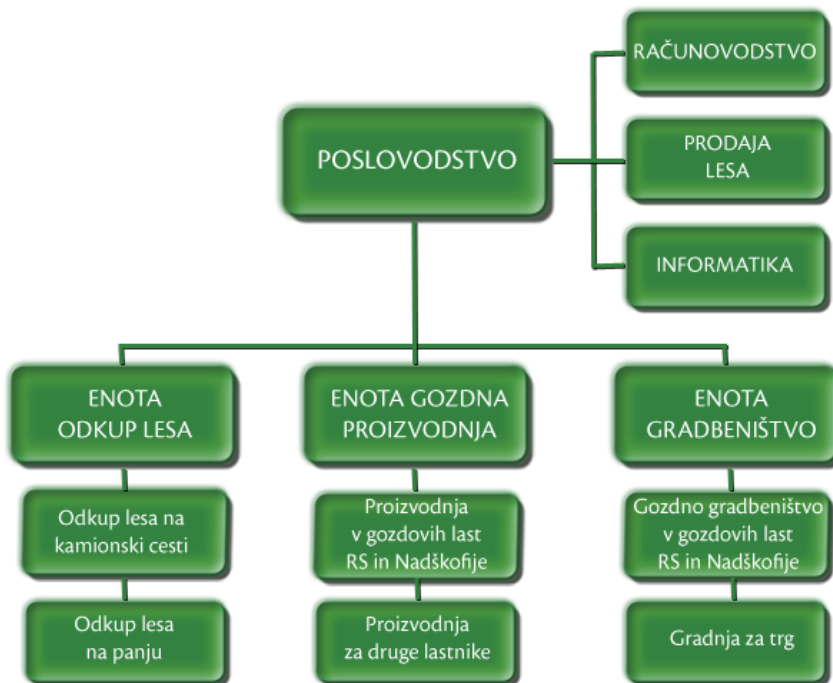 RAČUNOVODSTVO
POSLOVODSTVO
PRODAJA
LESA
INFORMATIKA
ENOTA
ODKUP LESA
ENOTA GOZDNA
PROIZVODNJA
ENOTA
GRADBENIŠTVO
Odkup lesa na
kamionski cesti
Proizvodnja
v gozdovih last
RS in Nadškofije
Gozdno gradbeništvo
v gozdovih last
RS in Nadškofije
Odkup lesa
na panju
Proizvodnja
za druge lastnike
Gradnja za trg